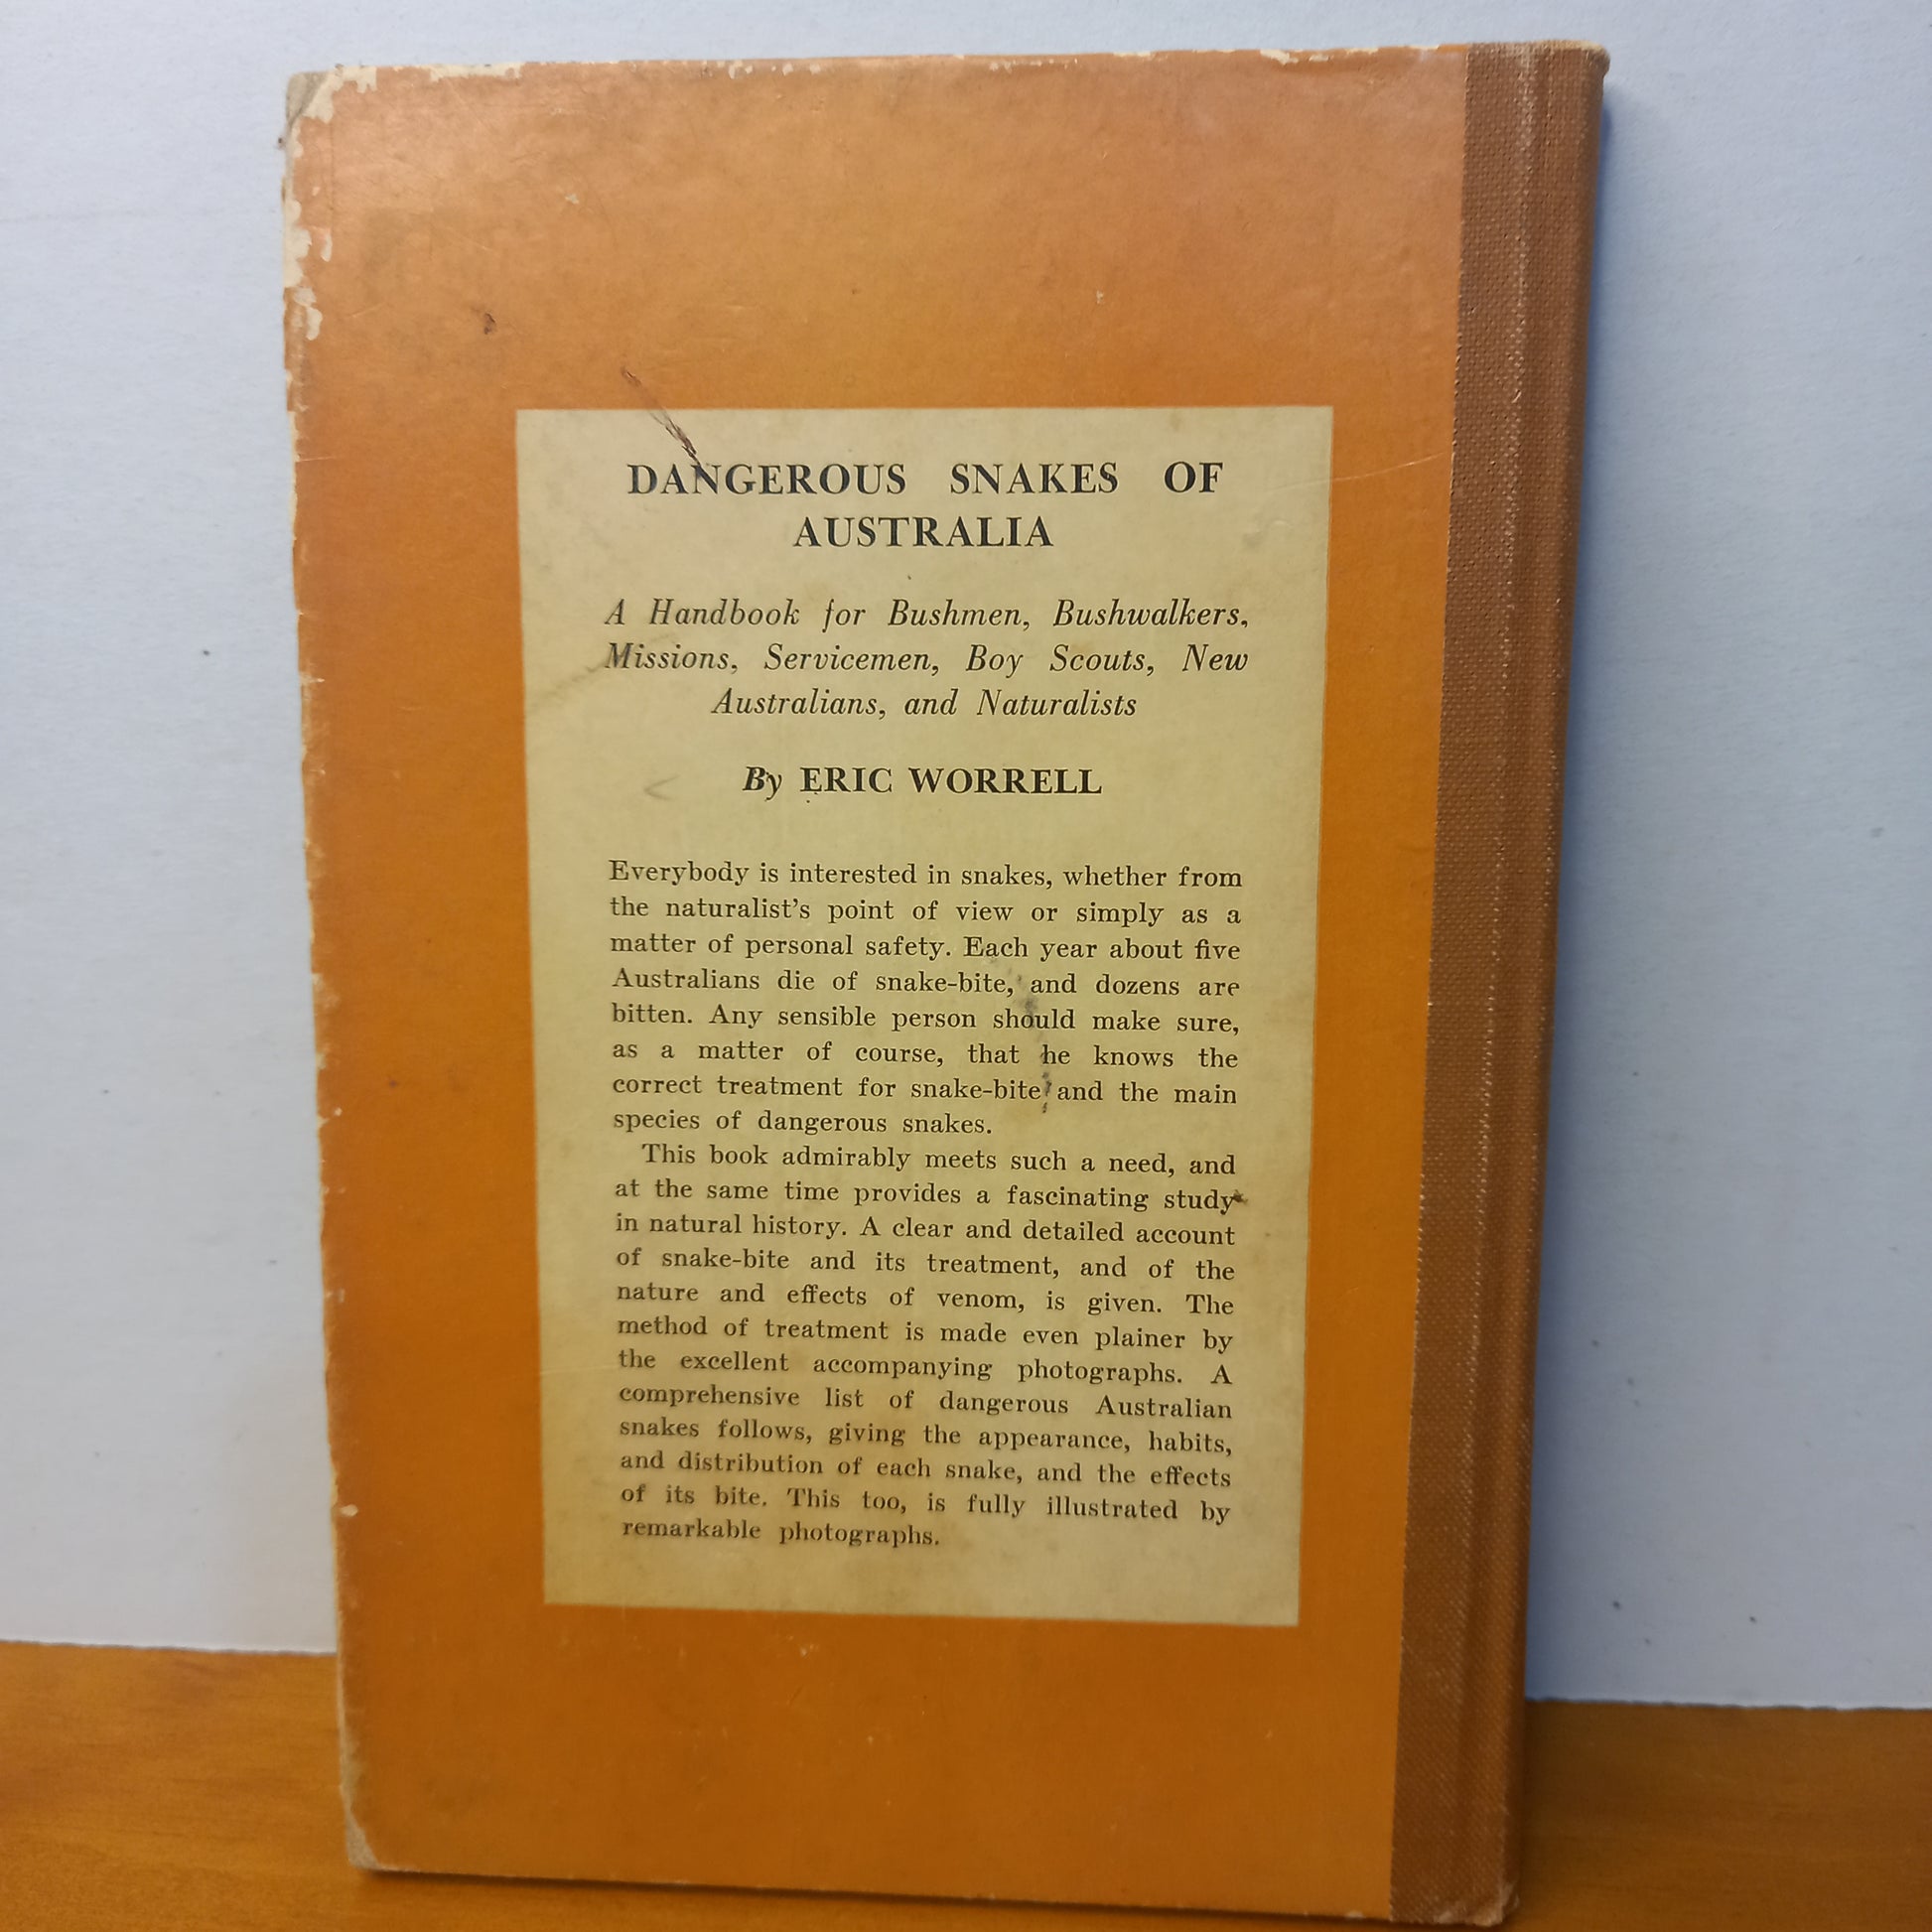 DANGEROUS SNAKES OF
AUSTRALIA
A Handbook for Bushmen, Bushwalkers,
Missions, Servicemen, Boy Scouts, New
Australians, and Naturalists
By ERIC WORRELL
Everybody is interested in snakes, whether from
the naturalist's point of view or simply as a
matter of personal safety. Each year about five
Australians die of snake-bite, and dozens are
bitten. Any sensible person should make sure,
as a matter of course, that he knows the
correct treatment for snake-bite and the main
species of dangerous snakes.
This book admirably meets such a need, and
at the same time provides a fascinating study
in natural history. A clear and detailed account
of snake-bite and its treatment, and of the
nature and effects of venom, is given. The
method of treatment is made even plainer by
the excellent accompanying photographs. A
comprehensive list of dangerous Australian
snakes follows, giving the appearance, habits,
and distribution of each snake, and the effects
of its bite. This too, is fully illustrated by
remarkable photographs.